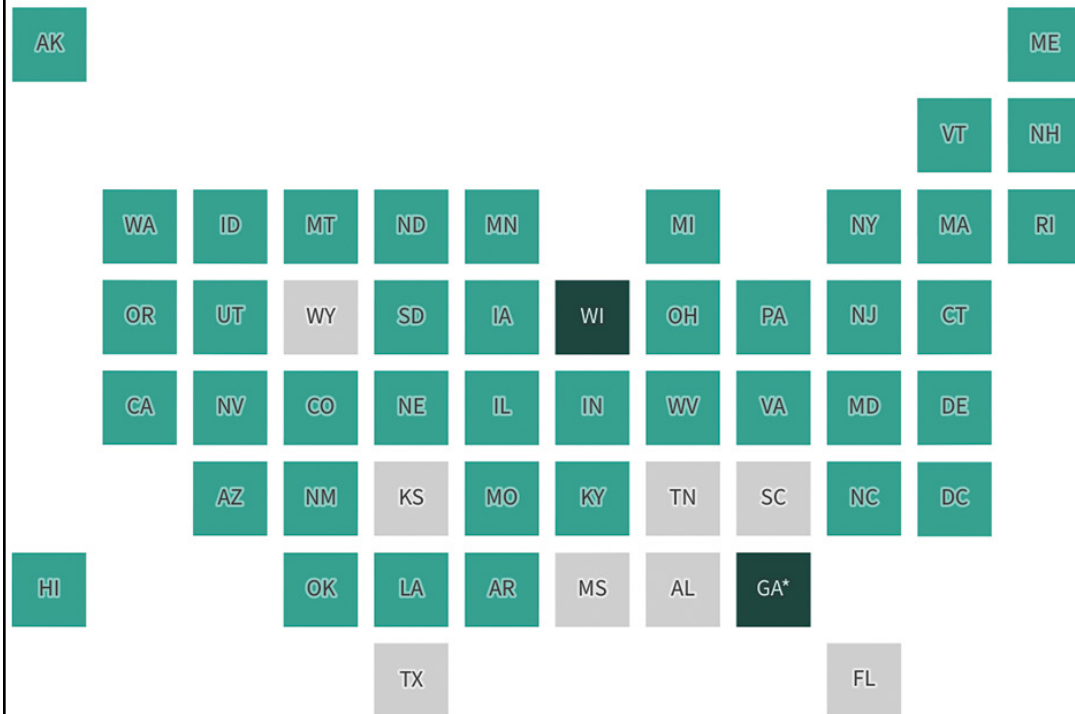 AK ME
VT NH
WA ID MT ND MN MI NY MA RI
OR UT WY SD IA WI OH PA NJ CT
CA NV CO NE IL IN WV VA MD DE
AZ NM KS MO KY TN SC NC DC
HI OK LA AR MS AL GA*
TX FL